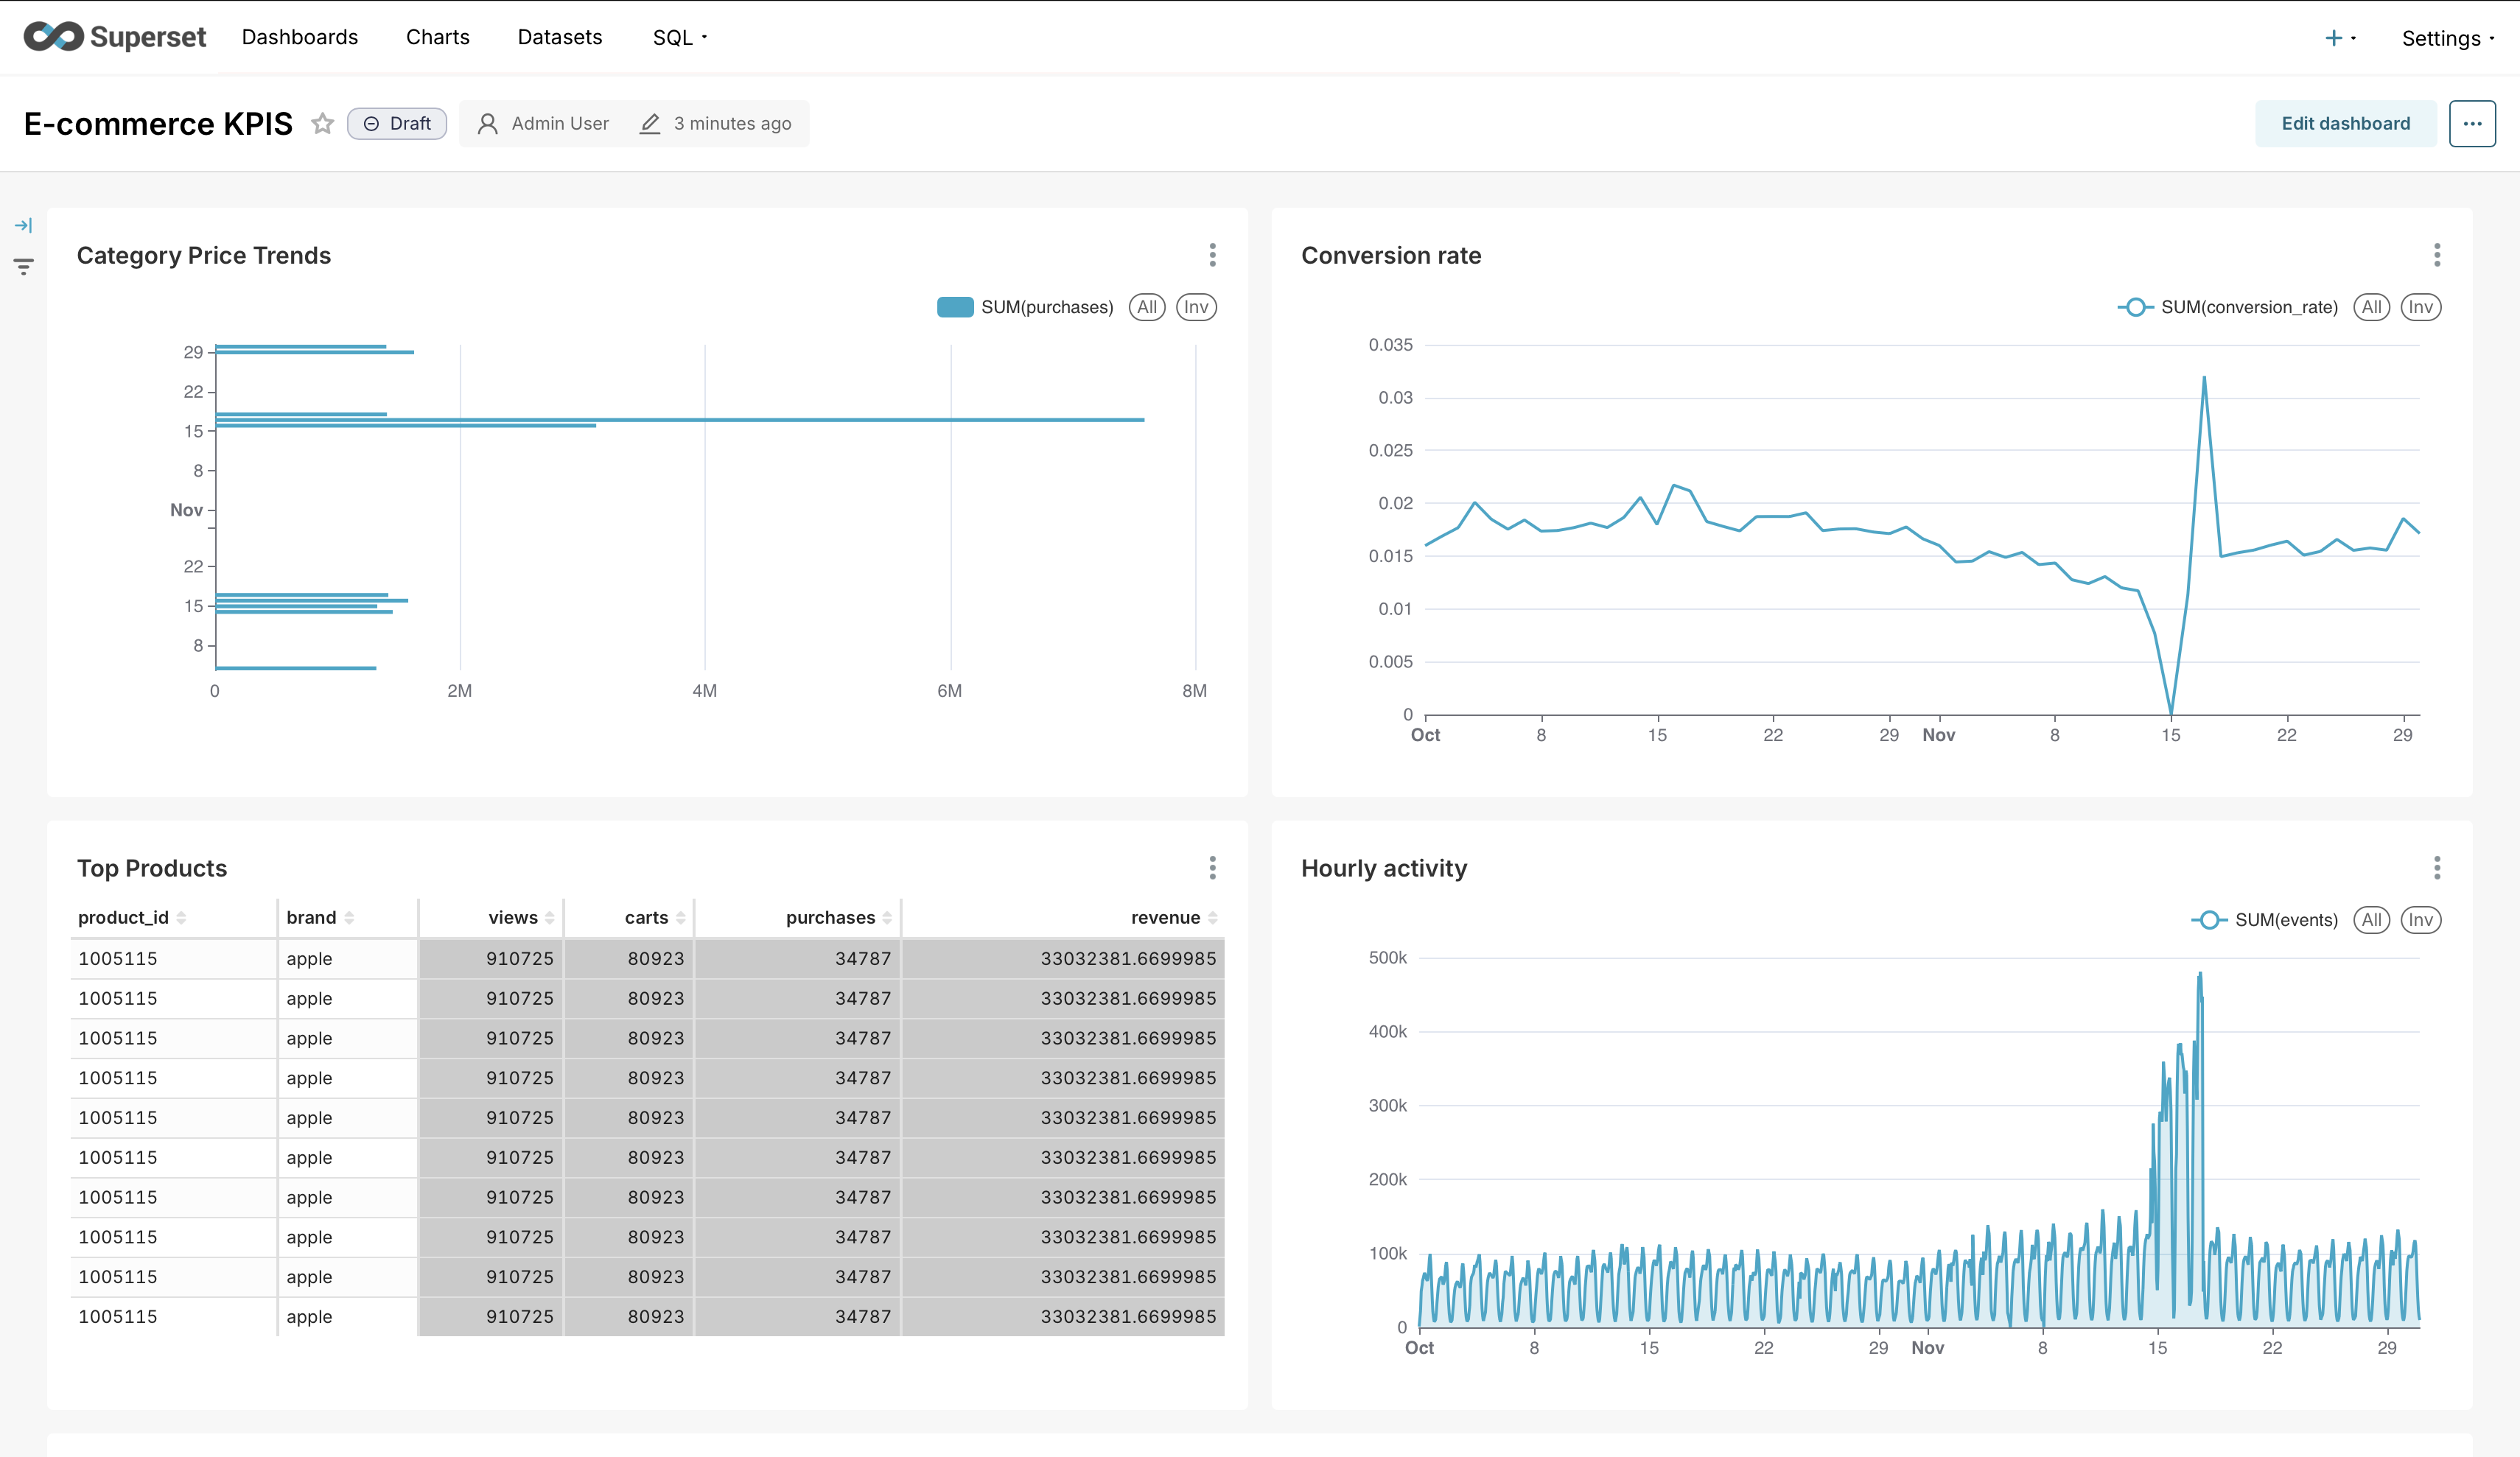 Superset Dashboards Charts Datasets SQL + Settings
E-commerce KPIS Draft Admin User 3 minutes ago Edit dashboard
Category Price Trends
SUM(purchases) All Inv
29
22
15
8
Nov
22
15
8
0 2M 4M 6M 8M
Conversion rate
SUM(conversion_rate) All Inv
0.035
0.03
0.025
0.02
0.015
0.01
0.005
0
Oct 8 15 22 29 Nov 8 15 22 29
Top Products
product_id brand views carts purchases revenue
1005115 apple 910725 80923 34787 33032381.6699985
1005115 apple 910725 80923 34787 33032381.6699985
1005115 apple 910725 80923 34787 33032381.6699985
1005115 apple 910725 80923 34787 33032381.6699985
1005115 apple 910725 80923 34787 33032381.6699985
1005115 apple 910725 80923 34787 33032381.6699985
1005115 apple 910725 80923 34787 33032381.6699985
1005115 apple 910725 80923 34787 33032381.6699985
1005115 apple 910725 80923 34787 33032381.6699985
1005115 apple 910725 80923 34787 33032381.6699985
Hourly activity
SUM(events) All Inv
500k
400k
300k
200k
100k
0
Oct 8 15 22 29 Nov 8 15 22 29